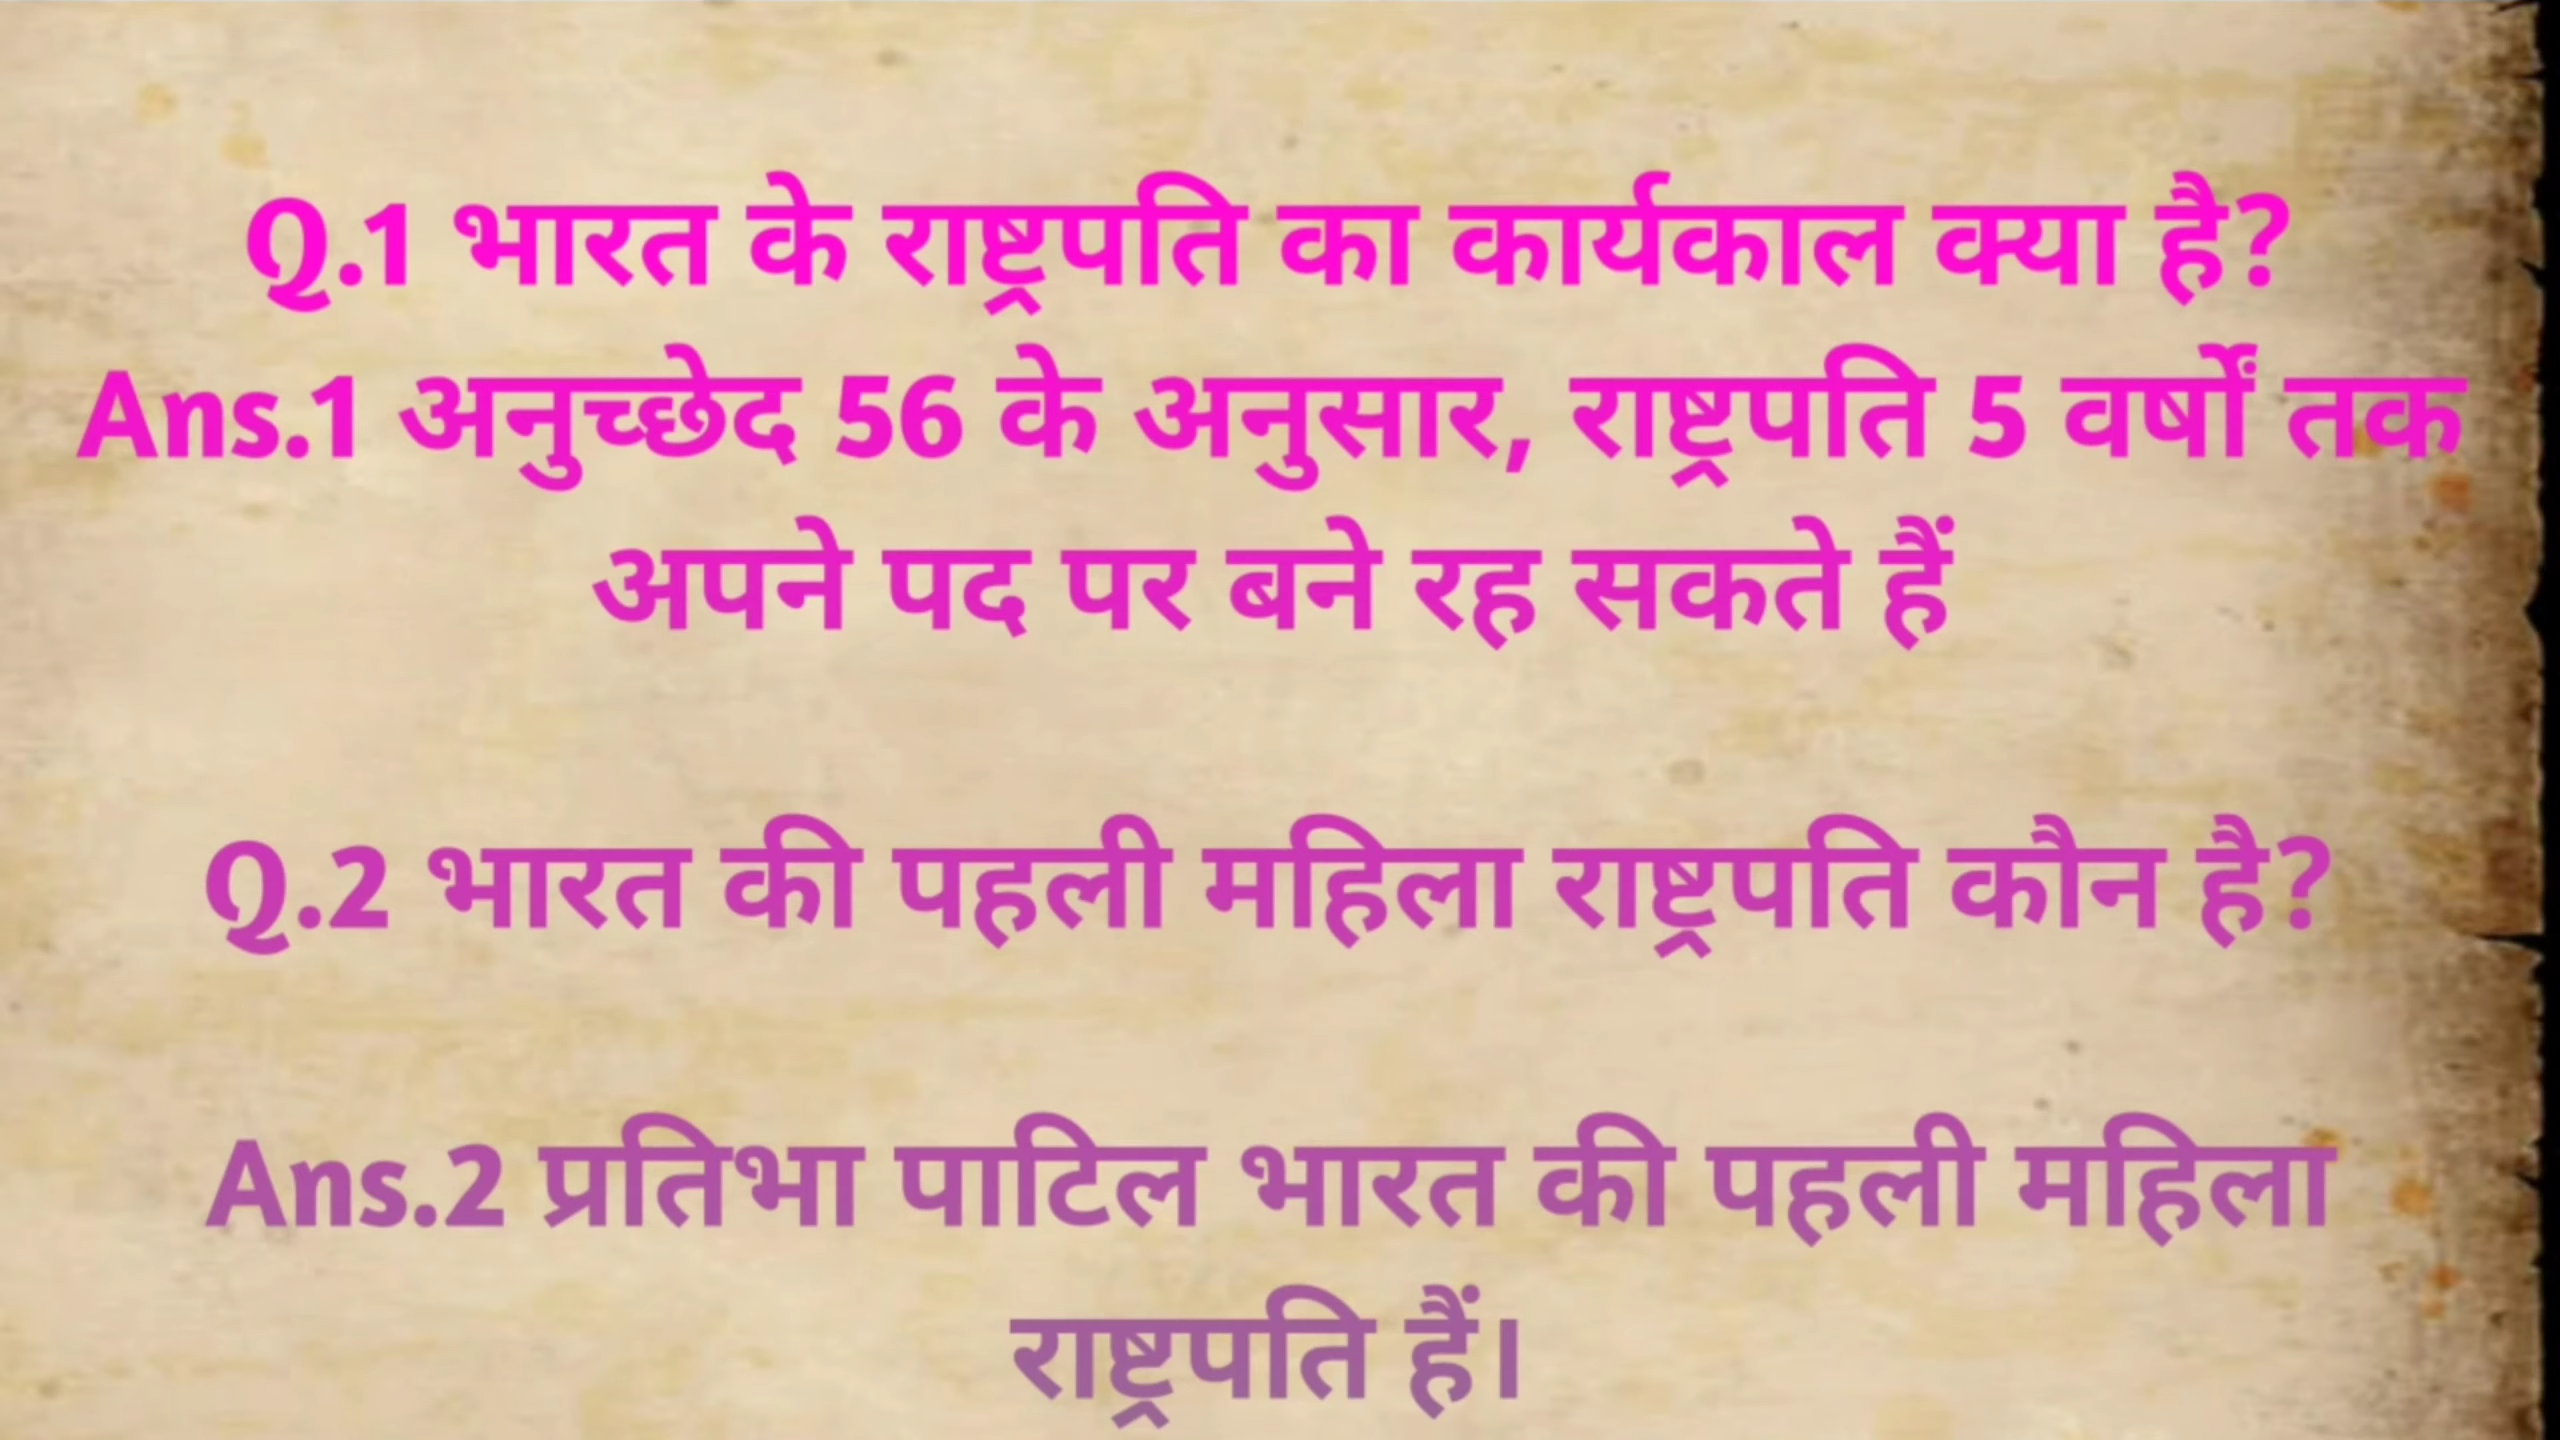 Q.1 भारत के राष्ट्रपति का कार्यकाल क्या है?
Ans.1 अनुच्छेद 56 के अनुसार, राष्ट्रपति 5 वर्षों तक
अपने पद पर बने रह सकते हैं
Q.2 भारत की पहली महिला राष्ट्रपति कौन है?
Ans.2 प्रतिभा पाटिल भारत की पहली महिला
राष्ट्रपति हैं।